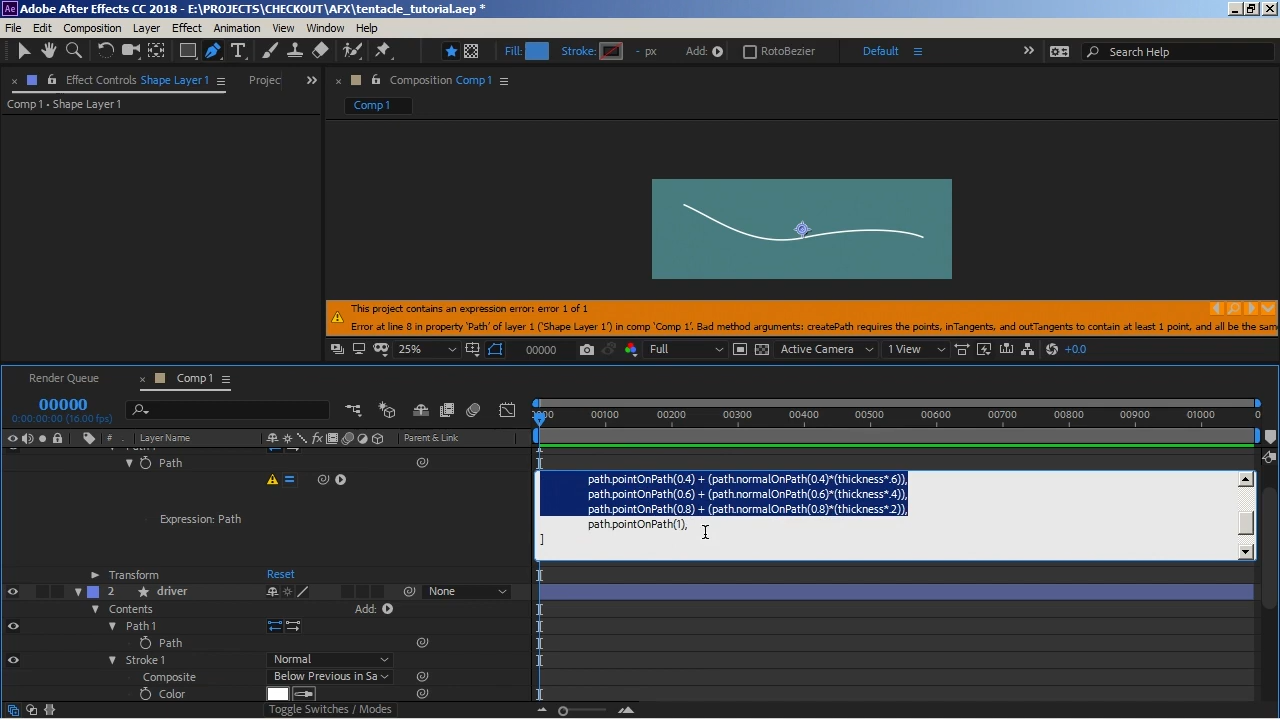 Adobe After Effects CC 2018 - E:\PROJECTS\CHECKOUT\AFX\tentacle_tutorial.aep *
File Edit Composition Layer Effect Animation View Window Help
Fill: Stroke: - px Add: RotoBezier Default Search Help
Effect Controls Shape Layer 1 Projec
Composition Comp 1
Comp 1 • Shape Layer 1
Comp 1
This project contains an expression error: error 1 of 1
Error at line 8 in property 'Path' of layer 1 ('Shape Layer 1') in comp 'Comp 1'. Bad method arguments: createPath requires the points, inTangents, and outTangents to contain at least 1 point, and all be the sam
25% 00000 Full Active Camera 1 View +0.0
Render Queue Comp 1
00000
0:00:00:00 (16.00 fps)
0000 00100 00200 00300 00400 00500 00600 00700 00800 00900 01000 0
# Layer Name Parent & Link
Path 1
Path
path.pointOnPath(0.4) + (path.normalOnPath(0.4)*(thickness*.6)),
path.pointOnPath(0.6) + (path.normalOnPath(0.6)*(thickness*.4)),
path.pointOnPath(0.8) + (path.normalOnPath(0.8)*(thickness*.2)),
Expression: Path
path.pointOnPath(1),
]
Transform Reset
2 driver None
Contents Add:
Path 1
Path
Stroke 1 Normal
Composite Below Previous in Sa
Color
Toggle Switches / Modes